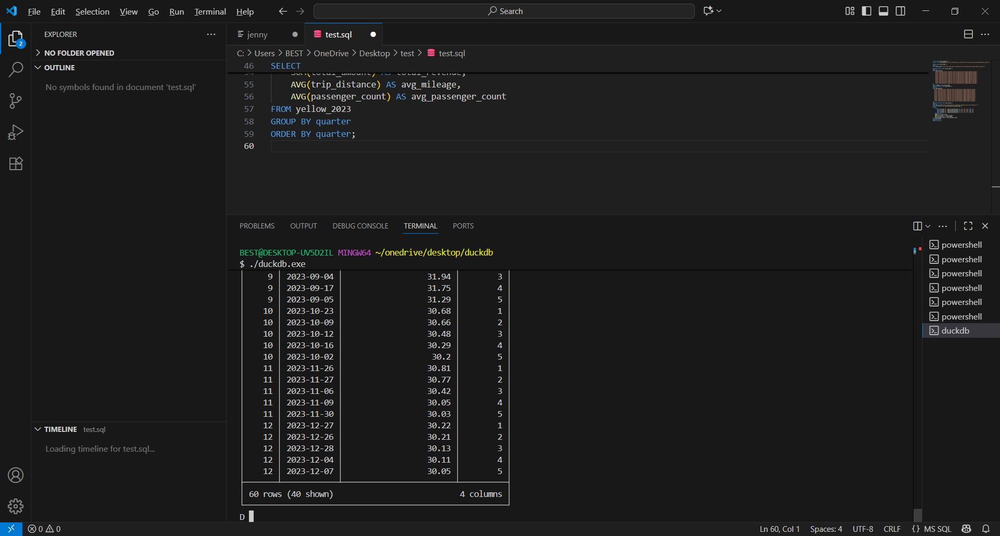 File Edit Selection View Go Run Terminal Help
Search
EXPLORER
2
NO FOLDER OPENED
OUTLINE
No symbols found in document 'test.sql'
TIMELINE test.sql
Loading timeline for test.sql...
jenny
test.sql
C: > Users > BEST > OneDrive > Desktop > test > test.sql
46 SELECT
54 SUM(total_amount) AS total_revenue,
55 AVG(trip_distance) AS avg_mileage,
56 AVG(passenger_count) AS avg_passenger_count
57 FROM yellow_2023
58 GROUP BY quarter
59 ORDER BY quarter;
60
PROBLEMS OUTPUT DEBUG CONSOLE TERMINAL PORTS
BEST@DESKTOP-UV5D2IL MINGW64 ~/onedrive/desktop/duckdb
$ ./duckdb.exe
9 2023-09-04 31.94 3
9 2023-09-17 31.75 4
9 2023-09-05 31.29 5
10 2023-10-23 30.68 1
10 2023-10-09 30.66 2
10 2023-10-12 30.48 3
10 2023-10-16 30.29 4
10 2023-10-02 30.2 5
11 2023-11-26 30.81 1
11 2023-11-27 30.77 2
11 2023-11-06 30.42 3
11 2023-11-09 30.05 4
11 2023-11-30 30.03 5
12 2023-12-27 30.22 1
12 2023-12-26 30.21 2
12 2023-12-28 30.13 3
12 2023-12-04 30.11 4
12 2023-12-07 30.05 5
60 rows (40 shown) 4 columns
D
powershell
powershell
powershell
powershell
powershell
powershell
duckdb
0 0
Ln 60, Col 1 Spaces: 4 UTF-8 CRLF {} MS SQL